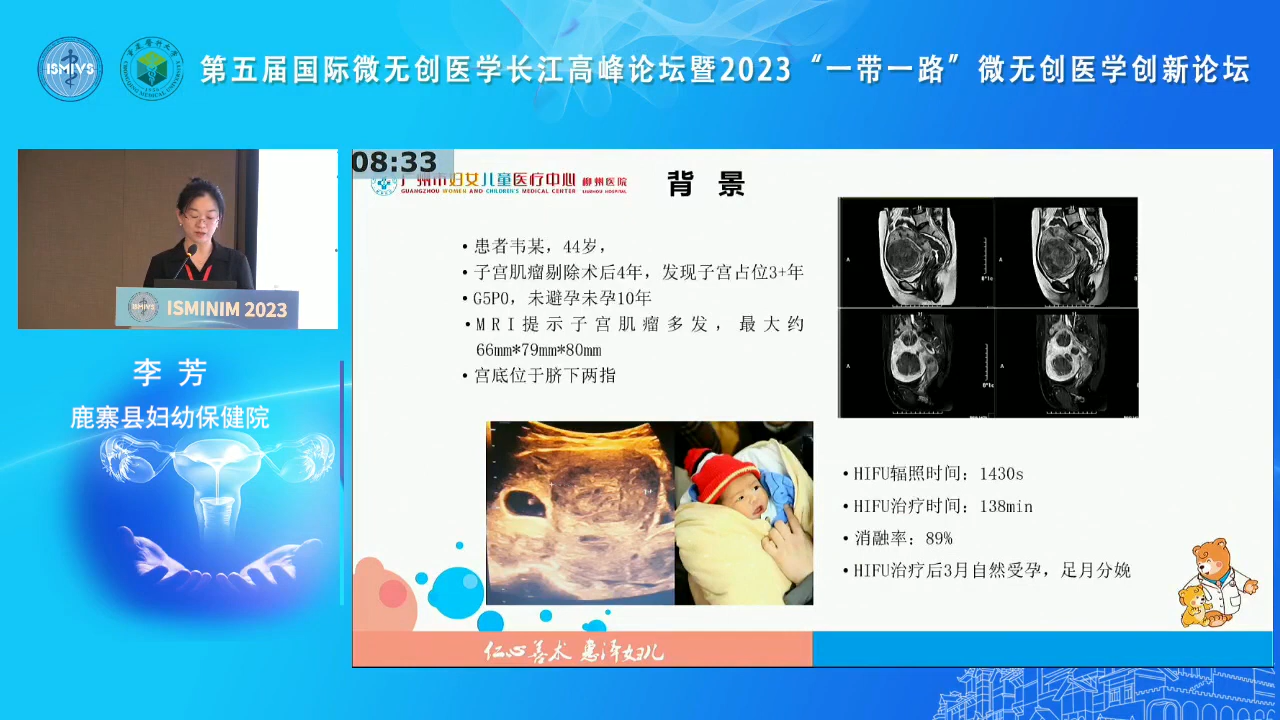 第五届国际微无创医学长江高峰论坛暨2023“一带一路”微无创医学创新论坛
ISMIVS
ISMINIM 2023
李 芳
鹿寨县妇幼保健院
08:33
广州市妇女儿童医疗中心 柳州医院
GUANGZHOU WOMEN AND CHILDREN'S MEDICAL CENTER LIUZHOU HOSPITAL
背 景
• 患者韦某，44岁，
• 子宫肌瘤剔除术后4年，发现子宫占位3+年
• G5P0，未避孕未孕10年
• MRI提示子宫肌瘤多发，最大约
66mm*79mm*80mm
• 宫底位于脐下两指
• HIFU辐照时间：1430s
• HIFU治疗时间：138min
• 消融率：89%
• HIFU治疗后3月自然受孕，足月分娩
仁心善术 惠泽妇儿